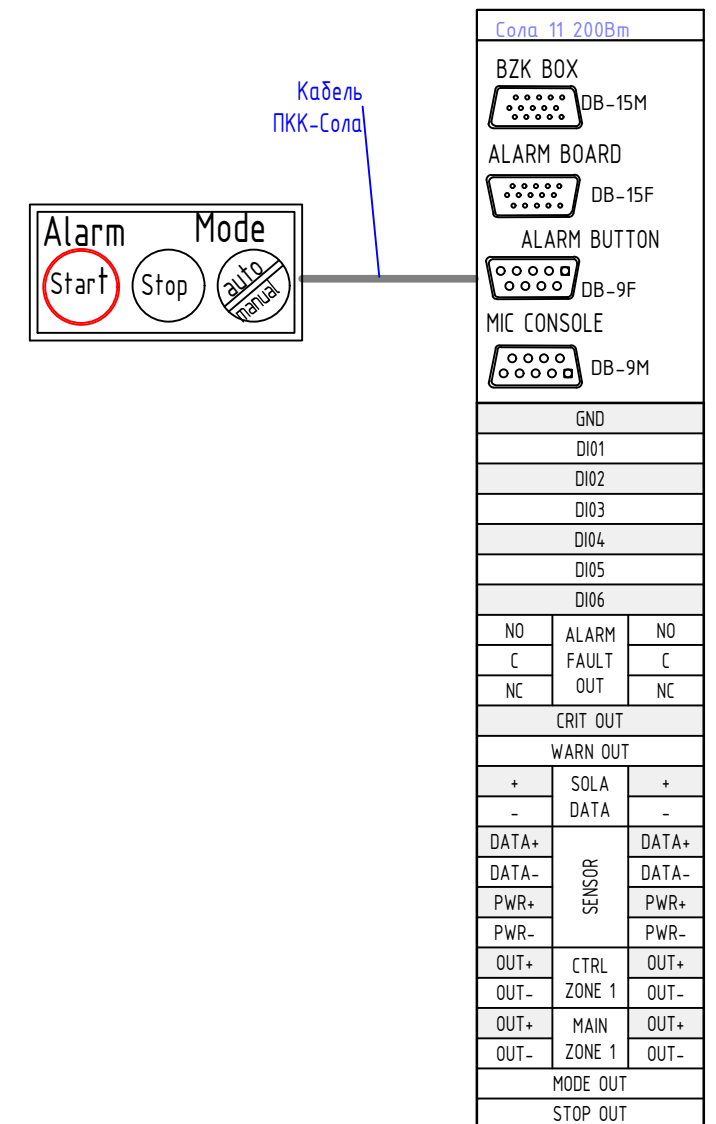 Сола 11 200Вт
BZK BOX
DB-15M
Кабель
ПКК-Сола
ALARM BOARD
DB-15F
Alarm Mode
Start Stop auto
manual
ALARM BUTTON
DB-9F
MIC CONSOLE
DB-9M
GND
DI01
DI02
DI03
DI04
DI05
DI06
NO ALARM NO
C FAULT C
NC OUT NC
CRIT OUT
WARN OUT
+ SOLA +
- DATA -
DATA+ DATA+
DATA- SENSOR DATA-
PWR+ PWR+
PWR- PWR-
OUT+ CTRL OUT+
OUT- ZONE 1 OUT-
OUT+ MAIN OUT+
OUT- ZONE 1 OUT-
MODE OUT
STOP OUT